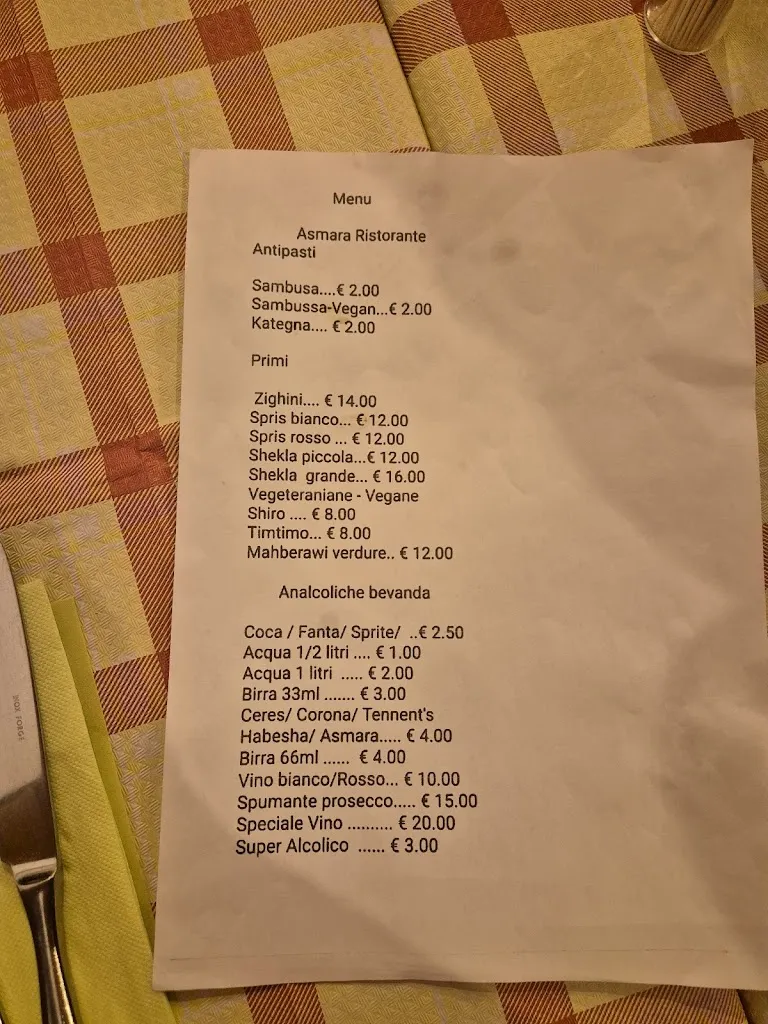 Menu
Asmara Ristorante
Antipasti
Sambusa....€ 2.00
Sambussa-Vegan...€ 2.00
Kategna.... € 2.00
Primi
Zighini.... € 14.00
Spris bianco... € 12.00
Spris rosso ... € 12.00
Shekla piccola...€ 12.00
Shekla grande... € 16.00
Vegeteraniane - Vegane
Shiro .... € 8.00
Timtimo... € 8.00
Mahberawi verdure.. € 12.00
Analcoliche bevanda
Coca / Fanta/ Sprite/ ..€ 2.50
Acqua 1/2 litri .... € 1.00
Acqua 1 litri ..... € 2.00
Birra 33ml ....... € 3.00
Ceres/ Corona/ Tennent's
Habesha/ Asmara..... € 4.00
Birra 66ml ...... € 4.00
Vino bianco/Rosso... € 10.00
Spumante prosecco..... € 15.00
Speciale Vino .......... € 20.00
Super Alcolico ...... € 3.00